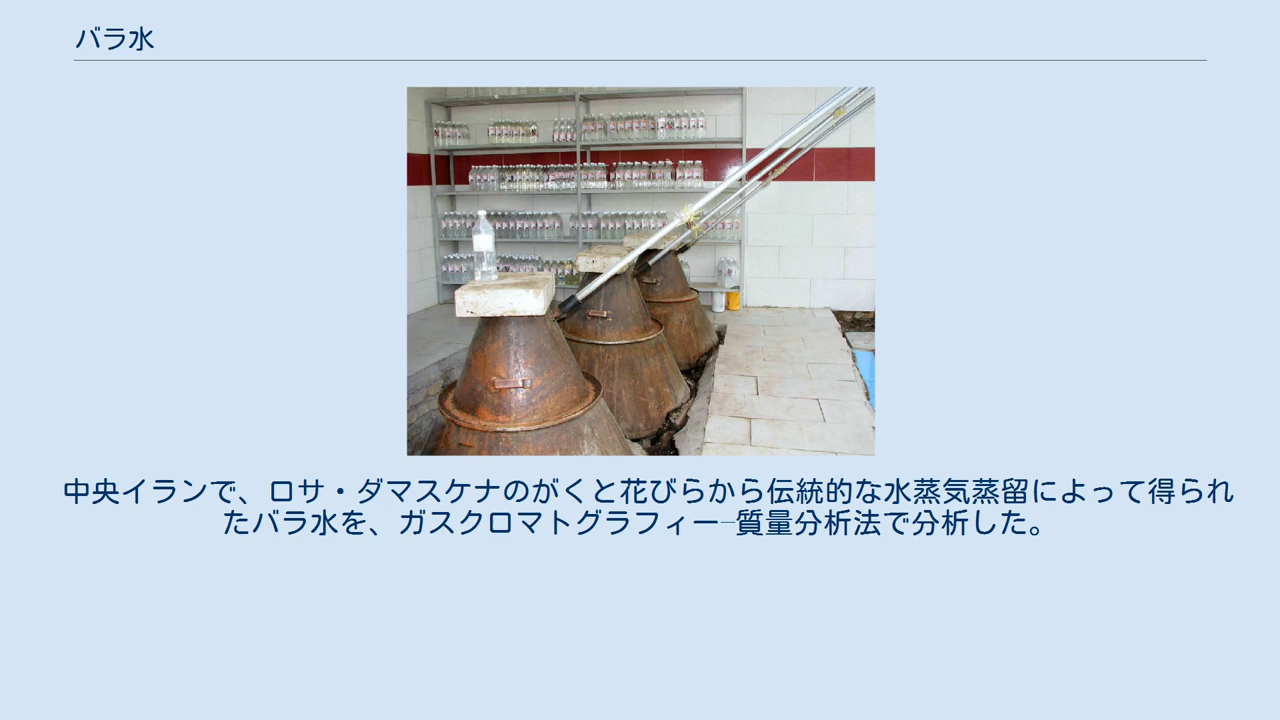 バラ水
中央イランで、ロサ・ダマスケナのがくと花びらから伝統的な水蒸気蒸留によって得られ
たバラ水を、ガスクロマトグラフィー–質量分析法で分析した。